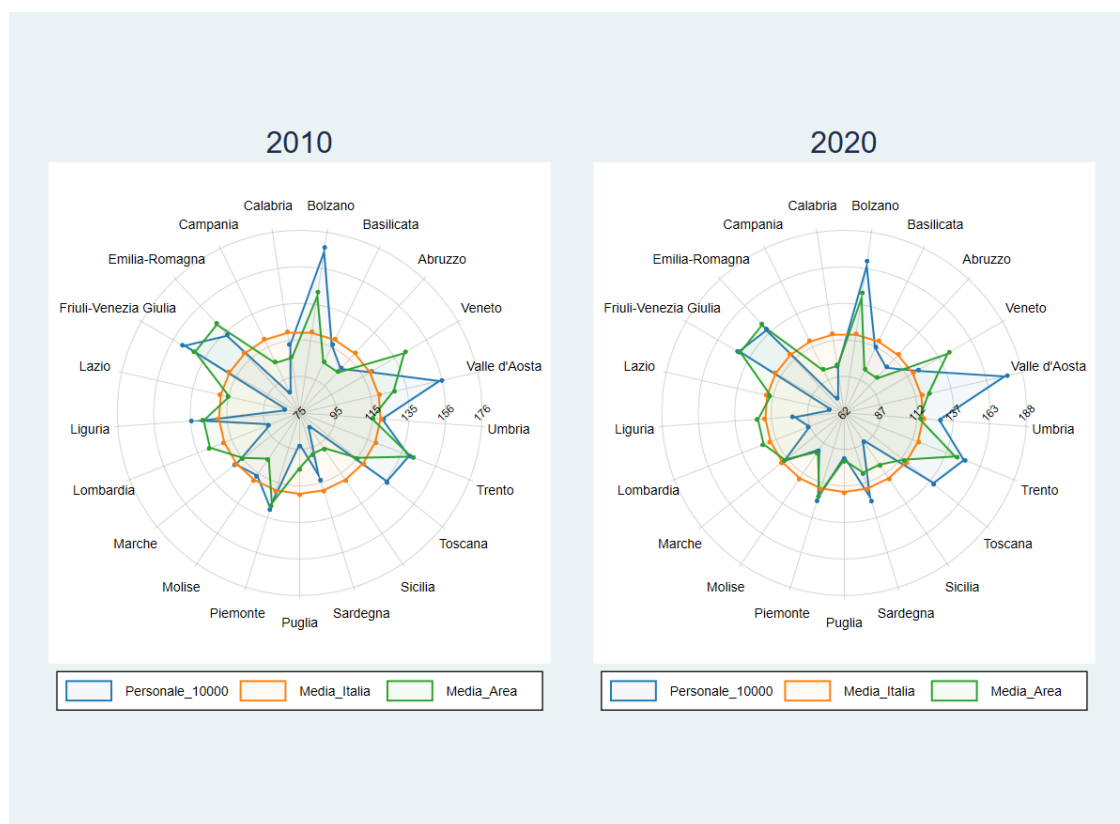 2010
Calabria
Bolzano
Campania
Basilicata
Emilia-Romagna
Abruzzo
Friuli-Venezia Giulia
Veneto
Lazio
Valle d'Aosta
75
95
115
135
156
176
Liguria
Umbria
Lombardia
Trento
Marche
Toscana
Molise
Sicilia
Piemonte
Sardegna
Puglia
Personale_10000
Media_Italia
Media_Area
2020
Calabria
Bolzano
Campania
Basilicata
Emilia-Romagna
Abruzzo
Friuli-Venezia Giulia
Veneto
Lazio
Valle d'Aosta
62
87
112
137
163
188
Liguria
Umbria
Lombardia
Trento
Marche
Toscana
Molise
Sicilia
Piemonte
Sardegna
Puglia
Personale_10000
Media_Italia
Media_Area